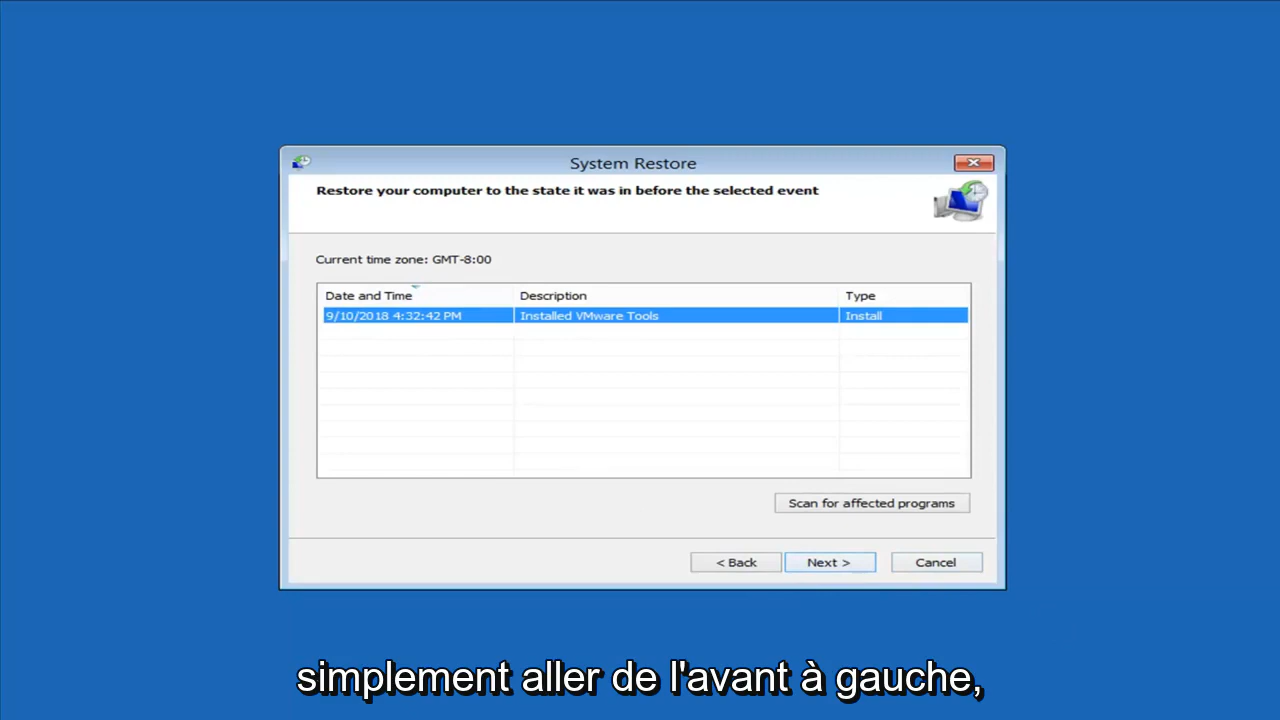 System Restore
Restore your computer to the state it was in before the selected event
Current time zone: GMT-8:00
Date and Time Description Type
9/10/2018 4:32:42 PM Installed VMware Tools Install
Scan for affected programs
< Back Next > Cancel
simplement aller de l'avant à gauche,